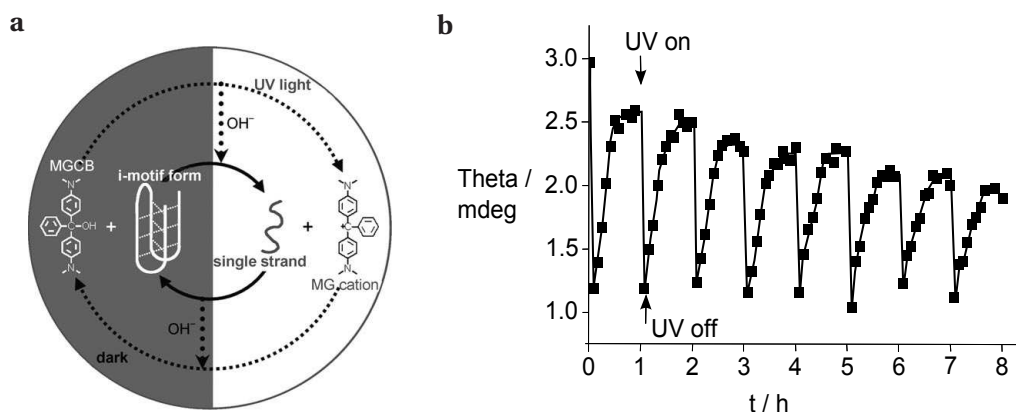 a
UV light
OH⁻
MGCB
i-motif form
N
OH
C
+
N
single strand
+
N
C
N
MG cation
OH⁻
dark
b
UV on
3.0
2.5
Theta /
mdeg
2.0
1.5
1.0
UV off
0 1 2 3 4 5 6 7 8
t / h